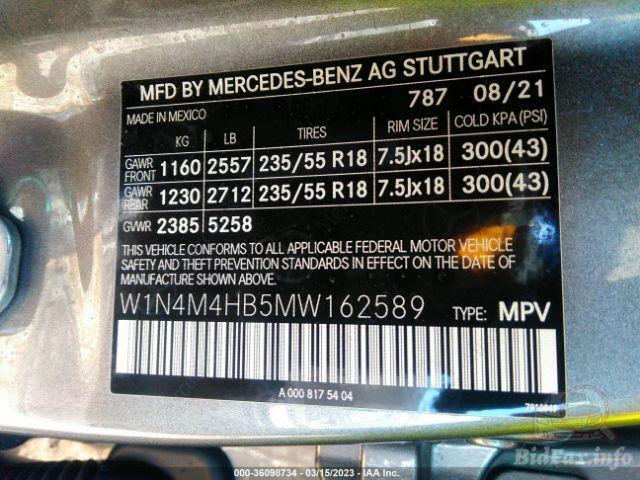 MFD BY MERCEDES-BENZ AG STUTTGART
787 08/21
MADE IN MEXICO
KG LB TIRES RIM SIZE COLD KPA (PSI)
GAWR FRONT 1160 2557 235/55 R18 7.5Jx18 300(43)
GAWR REAR 1230 2712 235/55 R18 7.5Jx18 300(43)
GVWR 2385 5258
THIS VEHICLE CONFORMS TO ALL APPLICABLE FEDERAL MOTOR VEHICLE
SAFETY AND THEFT PREVENTION STANDARDS IN EFFECT ON THE DATE OF
MANUFACTURE SHOWN ABOVE.
W1N4M4HB5MW162589 TYPE: MPV
A 000 817 54 04
BidFax.info
000-36098734 — 03/15/2023 — IAA Inc.